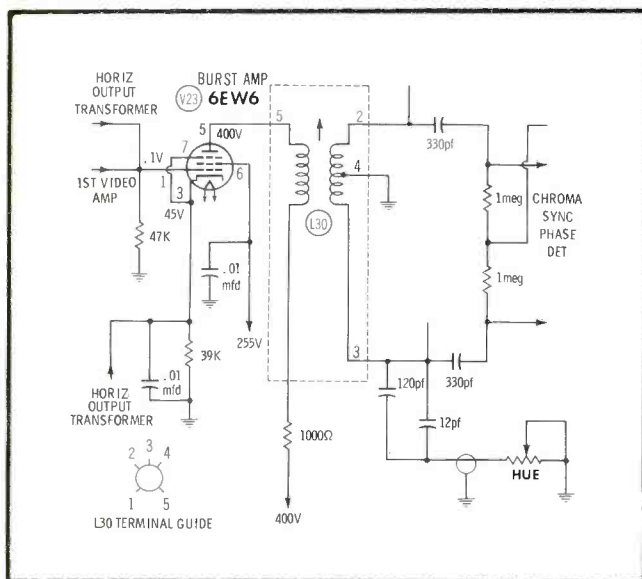 HORIZ
OUTPUT
TRANSFORMER
BURST AMP
V23 6EW6
5
400V
7
.1V
6
1ST VIDEO
AMP
1
3
45V
47K
.01
mfd
255V
39K
.01
mfd
HORIZ
OUTPUT
TRANSFORMER
5
2
4
L30
3
1000Ω
400V
330pf
1meg
CHROMA
SYNC
PHASE
DET
1meg
120pf
330pf
12pf
HUE
2 3 4
1 5
L30 TERMINAL GUIDE